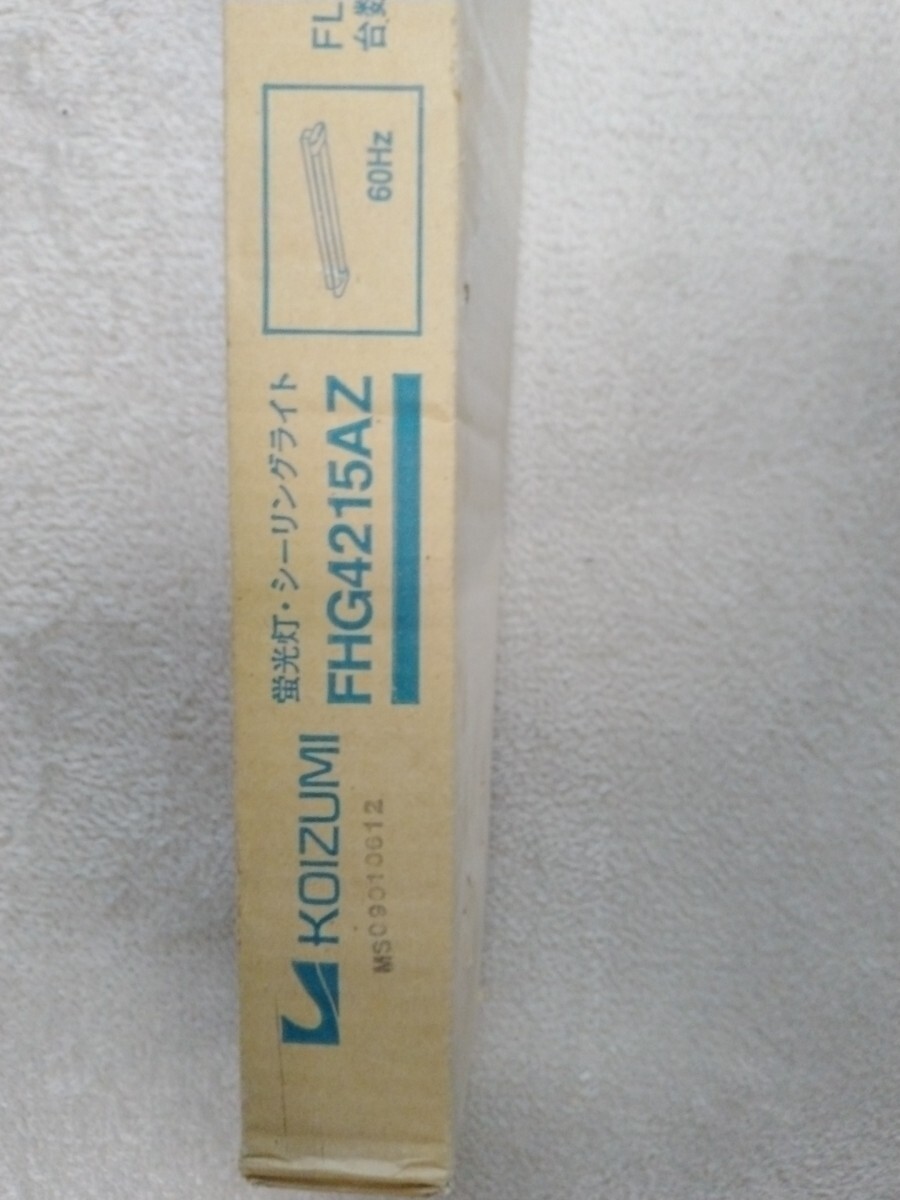 KOIZUMI
MS09010612
蛍光灯・シーリングライト
FHG4215AZ
60Hz
FL
台数